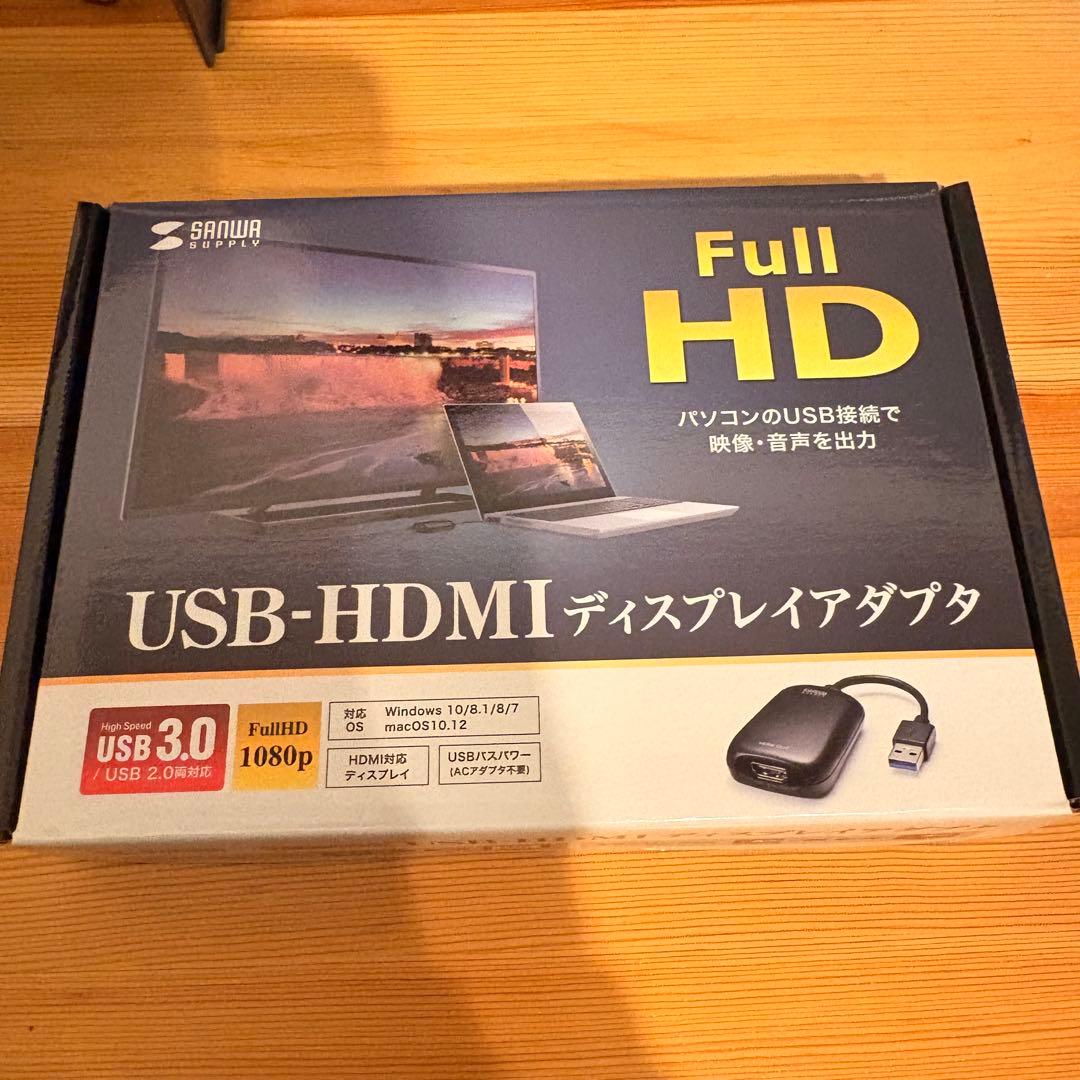 SANWA
SUPPLY
Full
HD
パソコンのUSB接続で
映像・音声を出力
USB-HDMIディスプレイアダプタ
High Speed
USB 3.0
/ USB 2.0両対応
FullHD
1080p
対応
OS
Windows 10/8.1/8/7
macOS10.12
HDMI対応
ディスプレイ
USBバスパワー
(ACアダプタ不要)